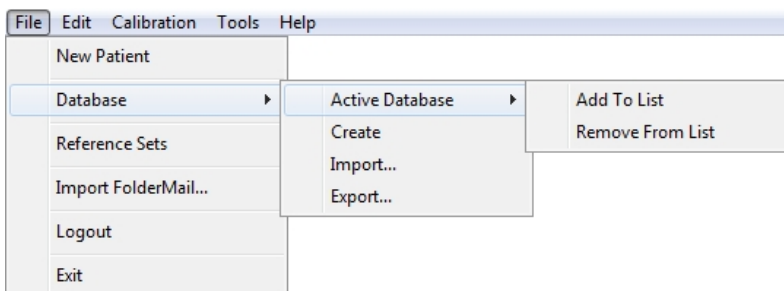 File Edit Calibration Tools Help
New Patient
Database
Reference Sets
Import FolderMail...
Logout
Exit
Active Database
Create
Import...
Export...
Add To List
Remove From List